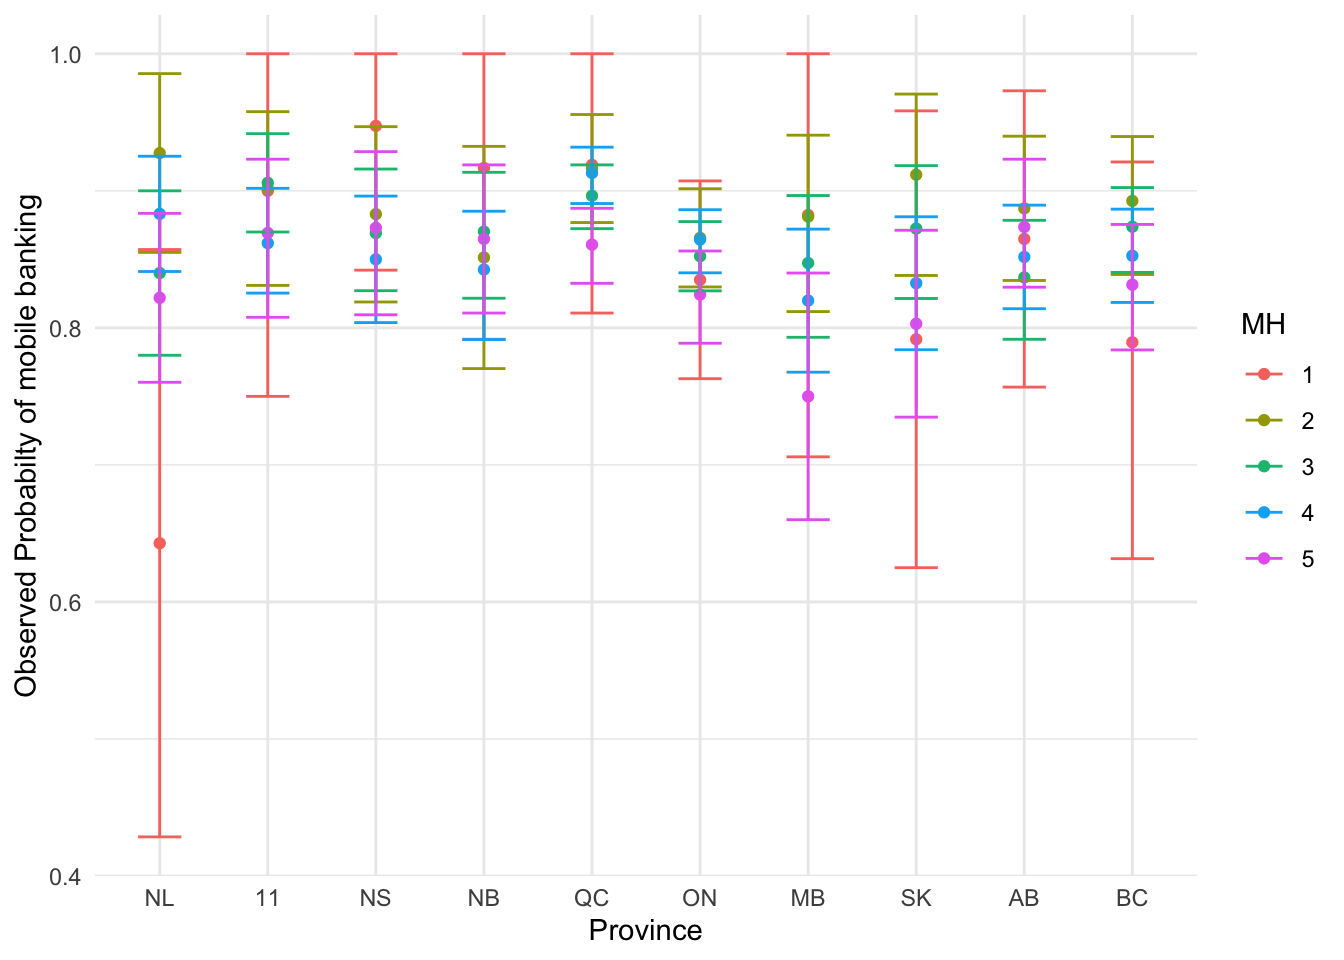 Observed Probabilty of mobile banking
1.0
0.8
0.6
0.4
NL 11 NS NB QC ON MB SK AB BC
Province
MH
1
2
3
4
5